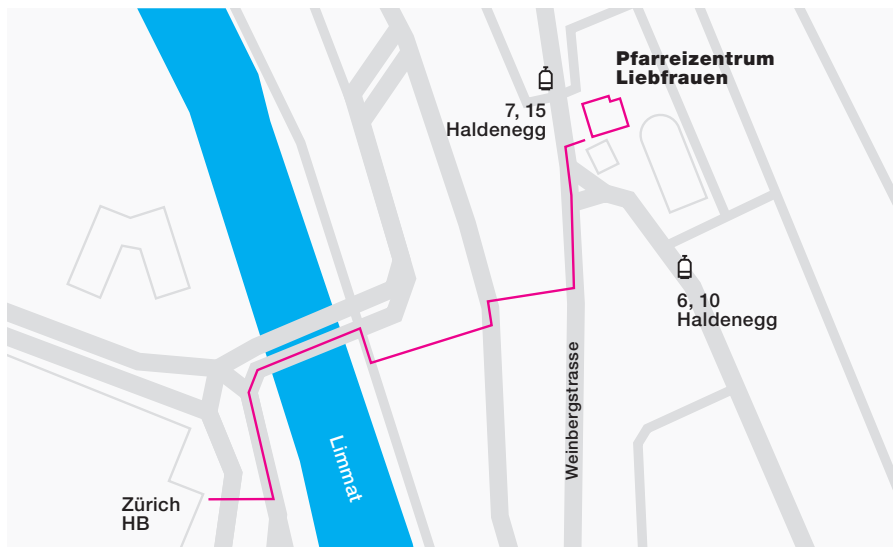 Pfarreizentrum
Liebfrauen
7, 15
Haldenegg
6, 10
Haldenegg
Weinbergstrasse
Limmat
Zürich
HB